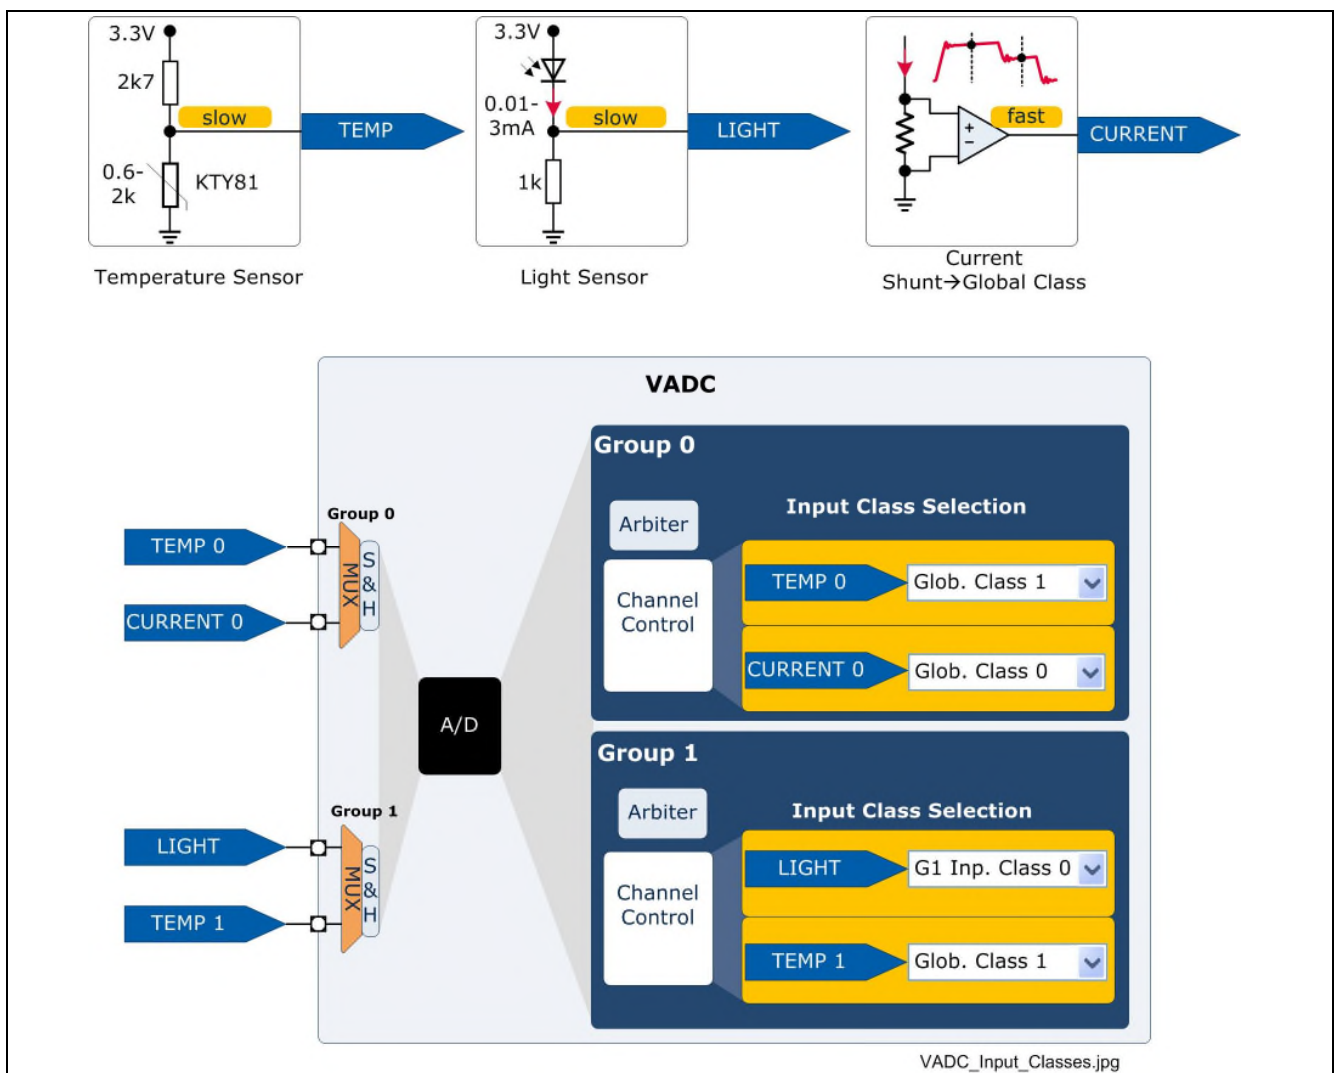 3.3V
2k7
slow
TEMP
0.6-
2k
KTY81
Temperature Sensor
3.3V
0.01-
3mA
slow
LIGHT
1k
Light Sensor
+
−
fast
CURRENT
Current
Shunt→Global Class
VADC
Group 0
TEMP 0
CURRENT 0
MUX
S
&
H
Group 1
LIGHT
TEMP 1
MUX
S
&
H
A/D
Group 0
Arbiter
Input Class Selection
Channel
Control
TEMP 0
Glob. Class 1
CURRENT 0
Glob. Class 0
Group 1
Arbiter
Input Class Selection
Channel
Control
LIGHT
G1 Inp. Class 0
TEMP 1
Glob. Class 1
VADC_Input_Classes.jpg